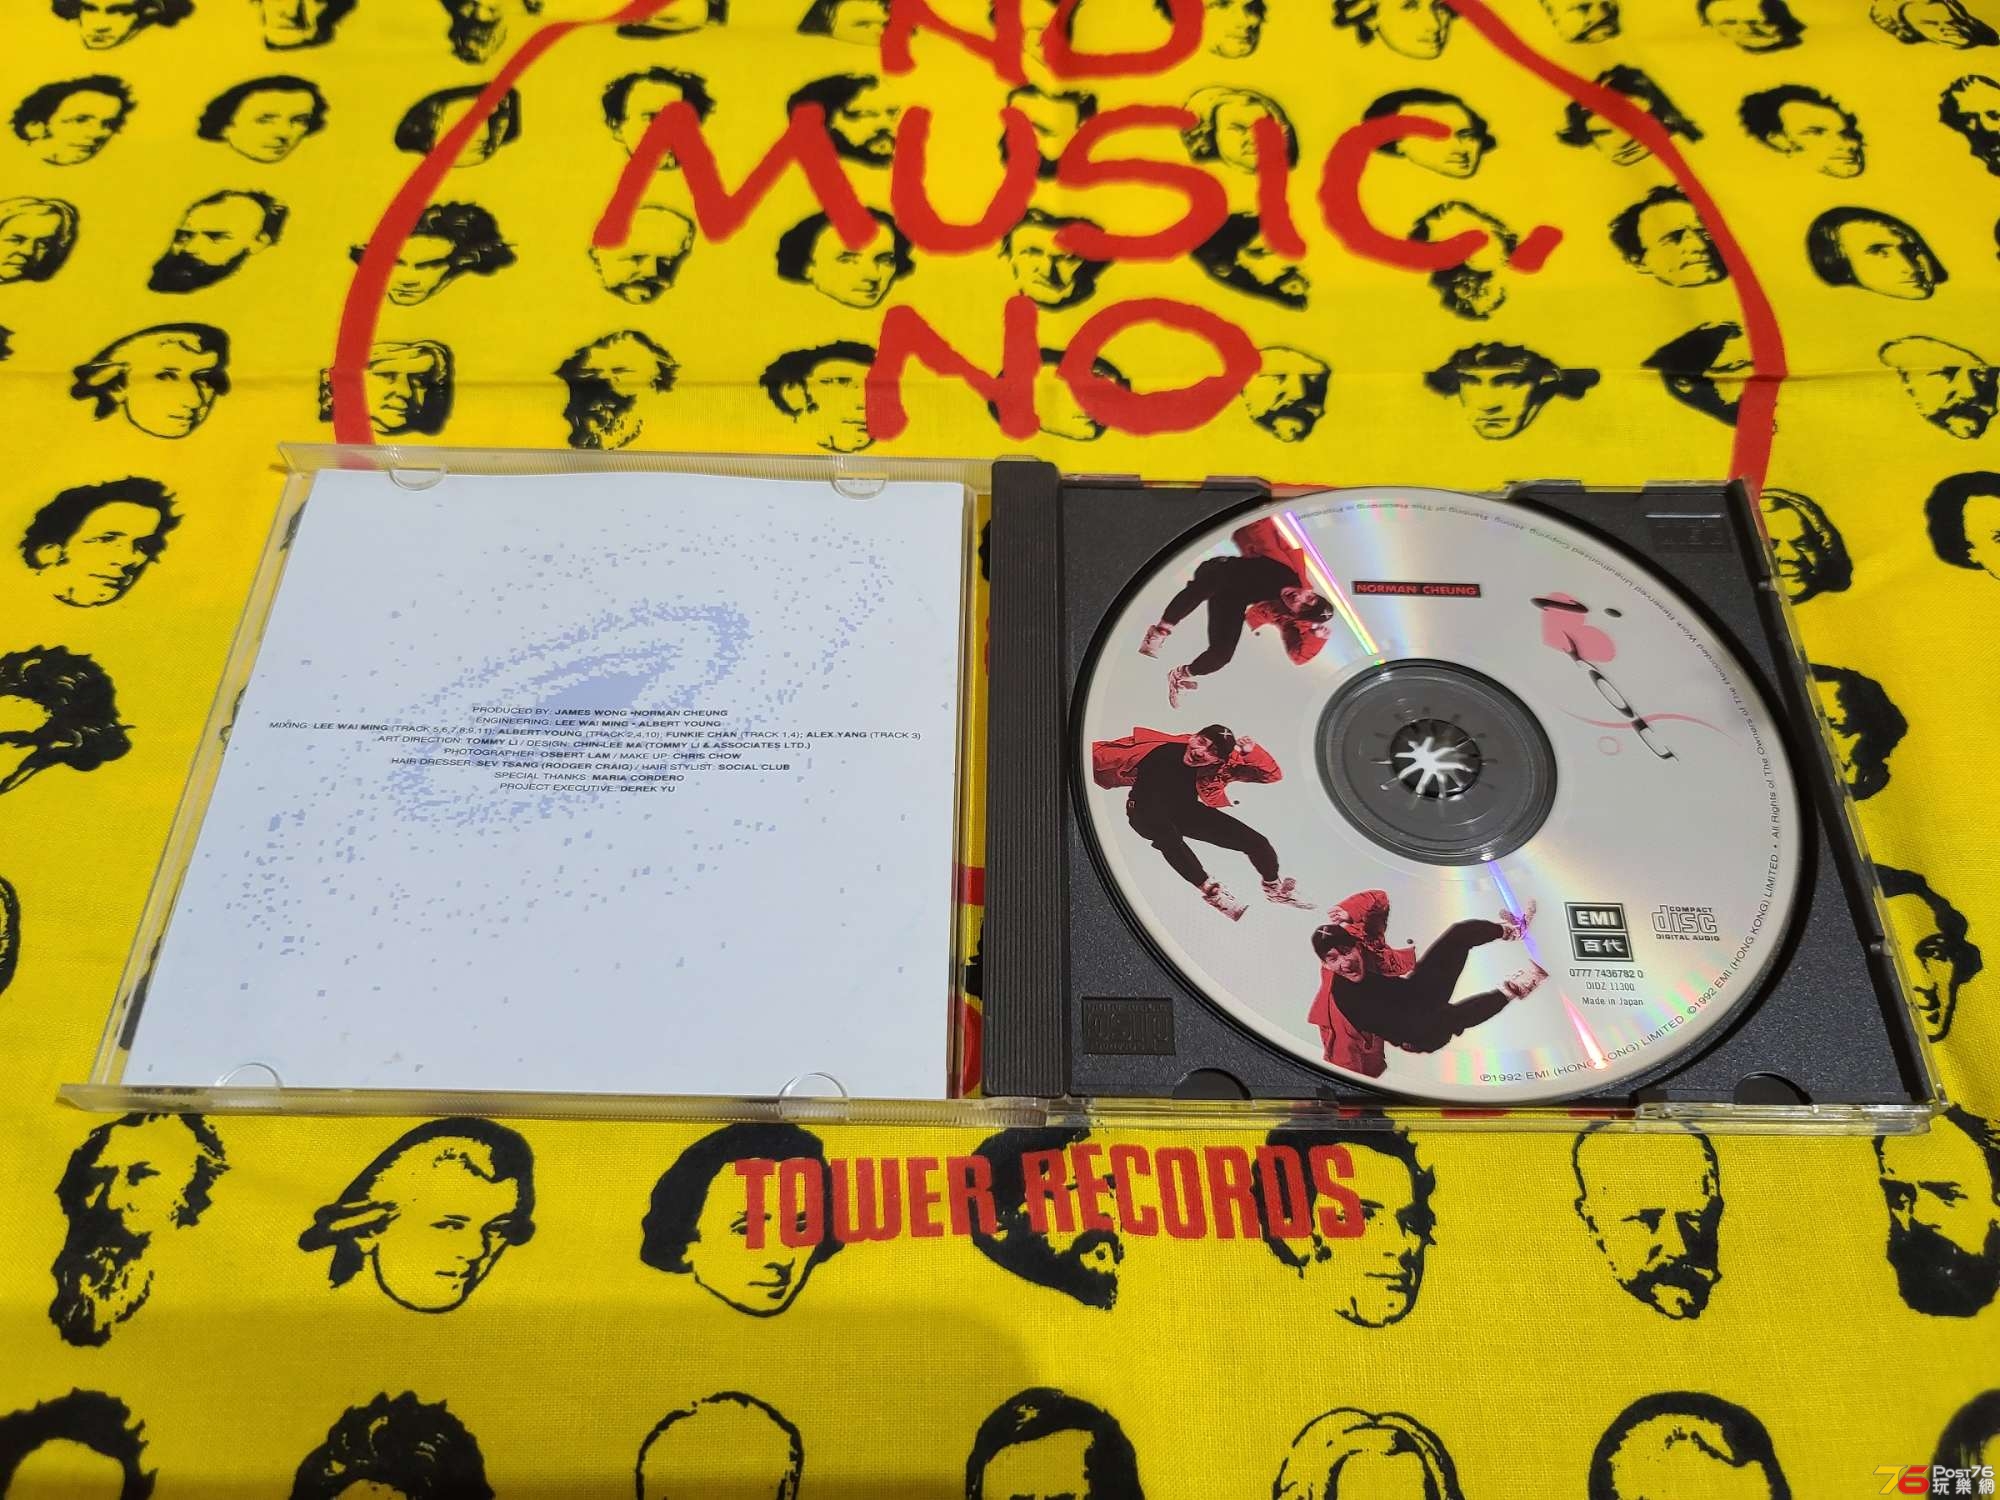 NO
MUSIC,
NO
PRODUCED BY: JAMES WONG •NORMAN CHEUNG
ENGINEERING: LEE WAI MING • ALBERT YOUNG
MIXING: LEE WAI MING (TRACK 5,6,7,8,9,11); ALBERT YOUNG (TRACK 2,4,10); FUNKIE CHAN (TRACK 1,4); ALEX.YANG (TRACK 3)
ART DIRECTION: TOMMY LI / DESIGN: CHIN-LEE MA (TOMMY LI & ASSOCIATES LTD.)
PHOTOGRAPHER: OSBERT LAM / MAKE UP: CHRIS CHOW
HAIR DRESSER: SEV TSANG (RODGER CRAIG) / HAIR STYLIST: SOCIAL CLUB
SPECIAL THANKS: MARIA CORDERO
PROJECT EXECUTIVE: DEREK YU
NORMAN CHEUNG
EMI
百代
COMPACT
disc
DIGITAL AUDIO
0777 7436782 0
DIDZ 11300
Made in Japan
℗1992 EMI (HONG KONG) LIMITED ©1992 EMI (HONG KONG) LIMITED • All Rights of The Owners of The Recorded Work Reserved Unauthorized Copying
TOWER RECORDS
76 POST76
玩樂網